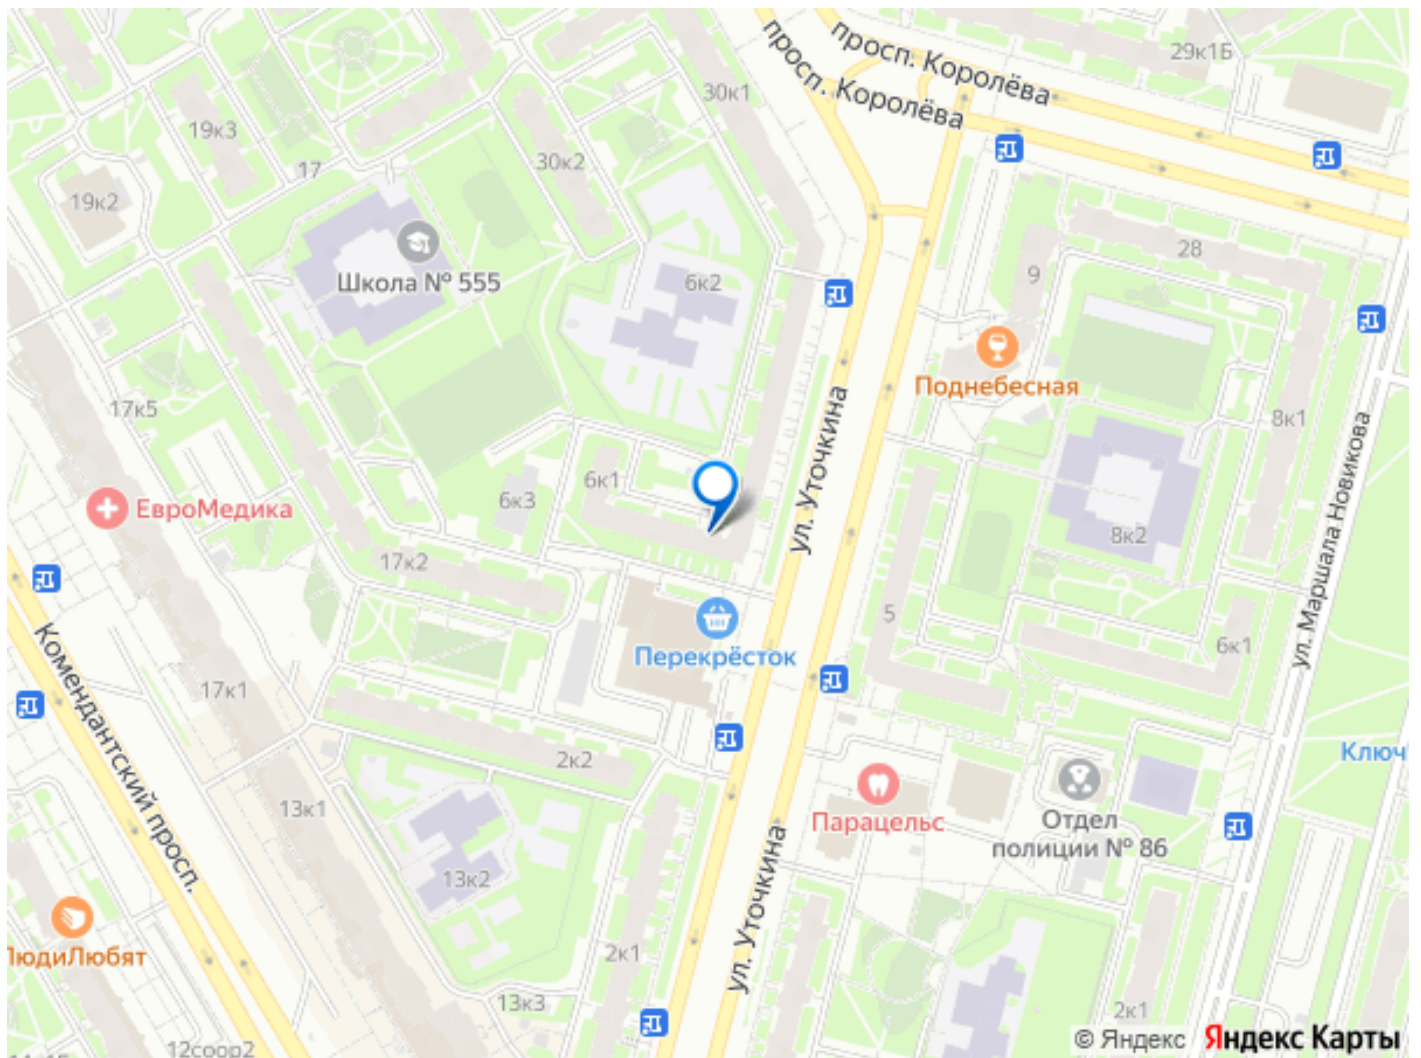 просп. Королёва
просп. Королёва
29к1Б
30к1
19к3
30к2
17
19к2
Школа № 555
6к2
28
9
Поднебесная
17к5
8к1
ул. Уточкина
ул. Маршала Новикова
6к1
6к3
ЕвроМедика
8к2
17к2
5
Перекрёсток
6к1
Комендантский просп.
17к1
2к2
Ключ
13к1
Парацельс
Отдел
полиции № 86
13к2
ул. Уточкина
ЛюдиЛюбят
2к1
13к3
2к1
12соор2
© Яндекс Яндекс Карты